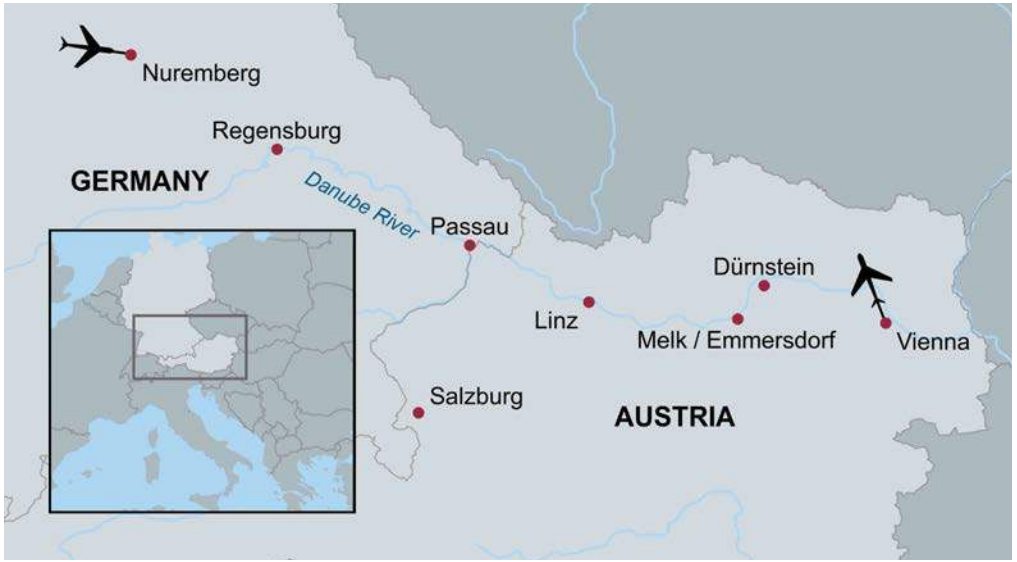 Nuremberg
Regensburg
GERMANY
Danube River
Passau
Dürnstein
Linz
Melk / Emmersdorf
Vienna
Salzburg
AUSTRIA